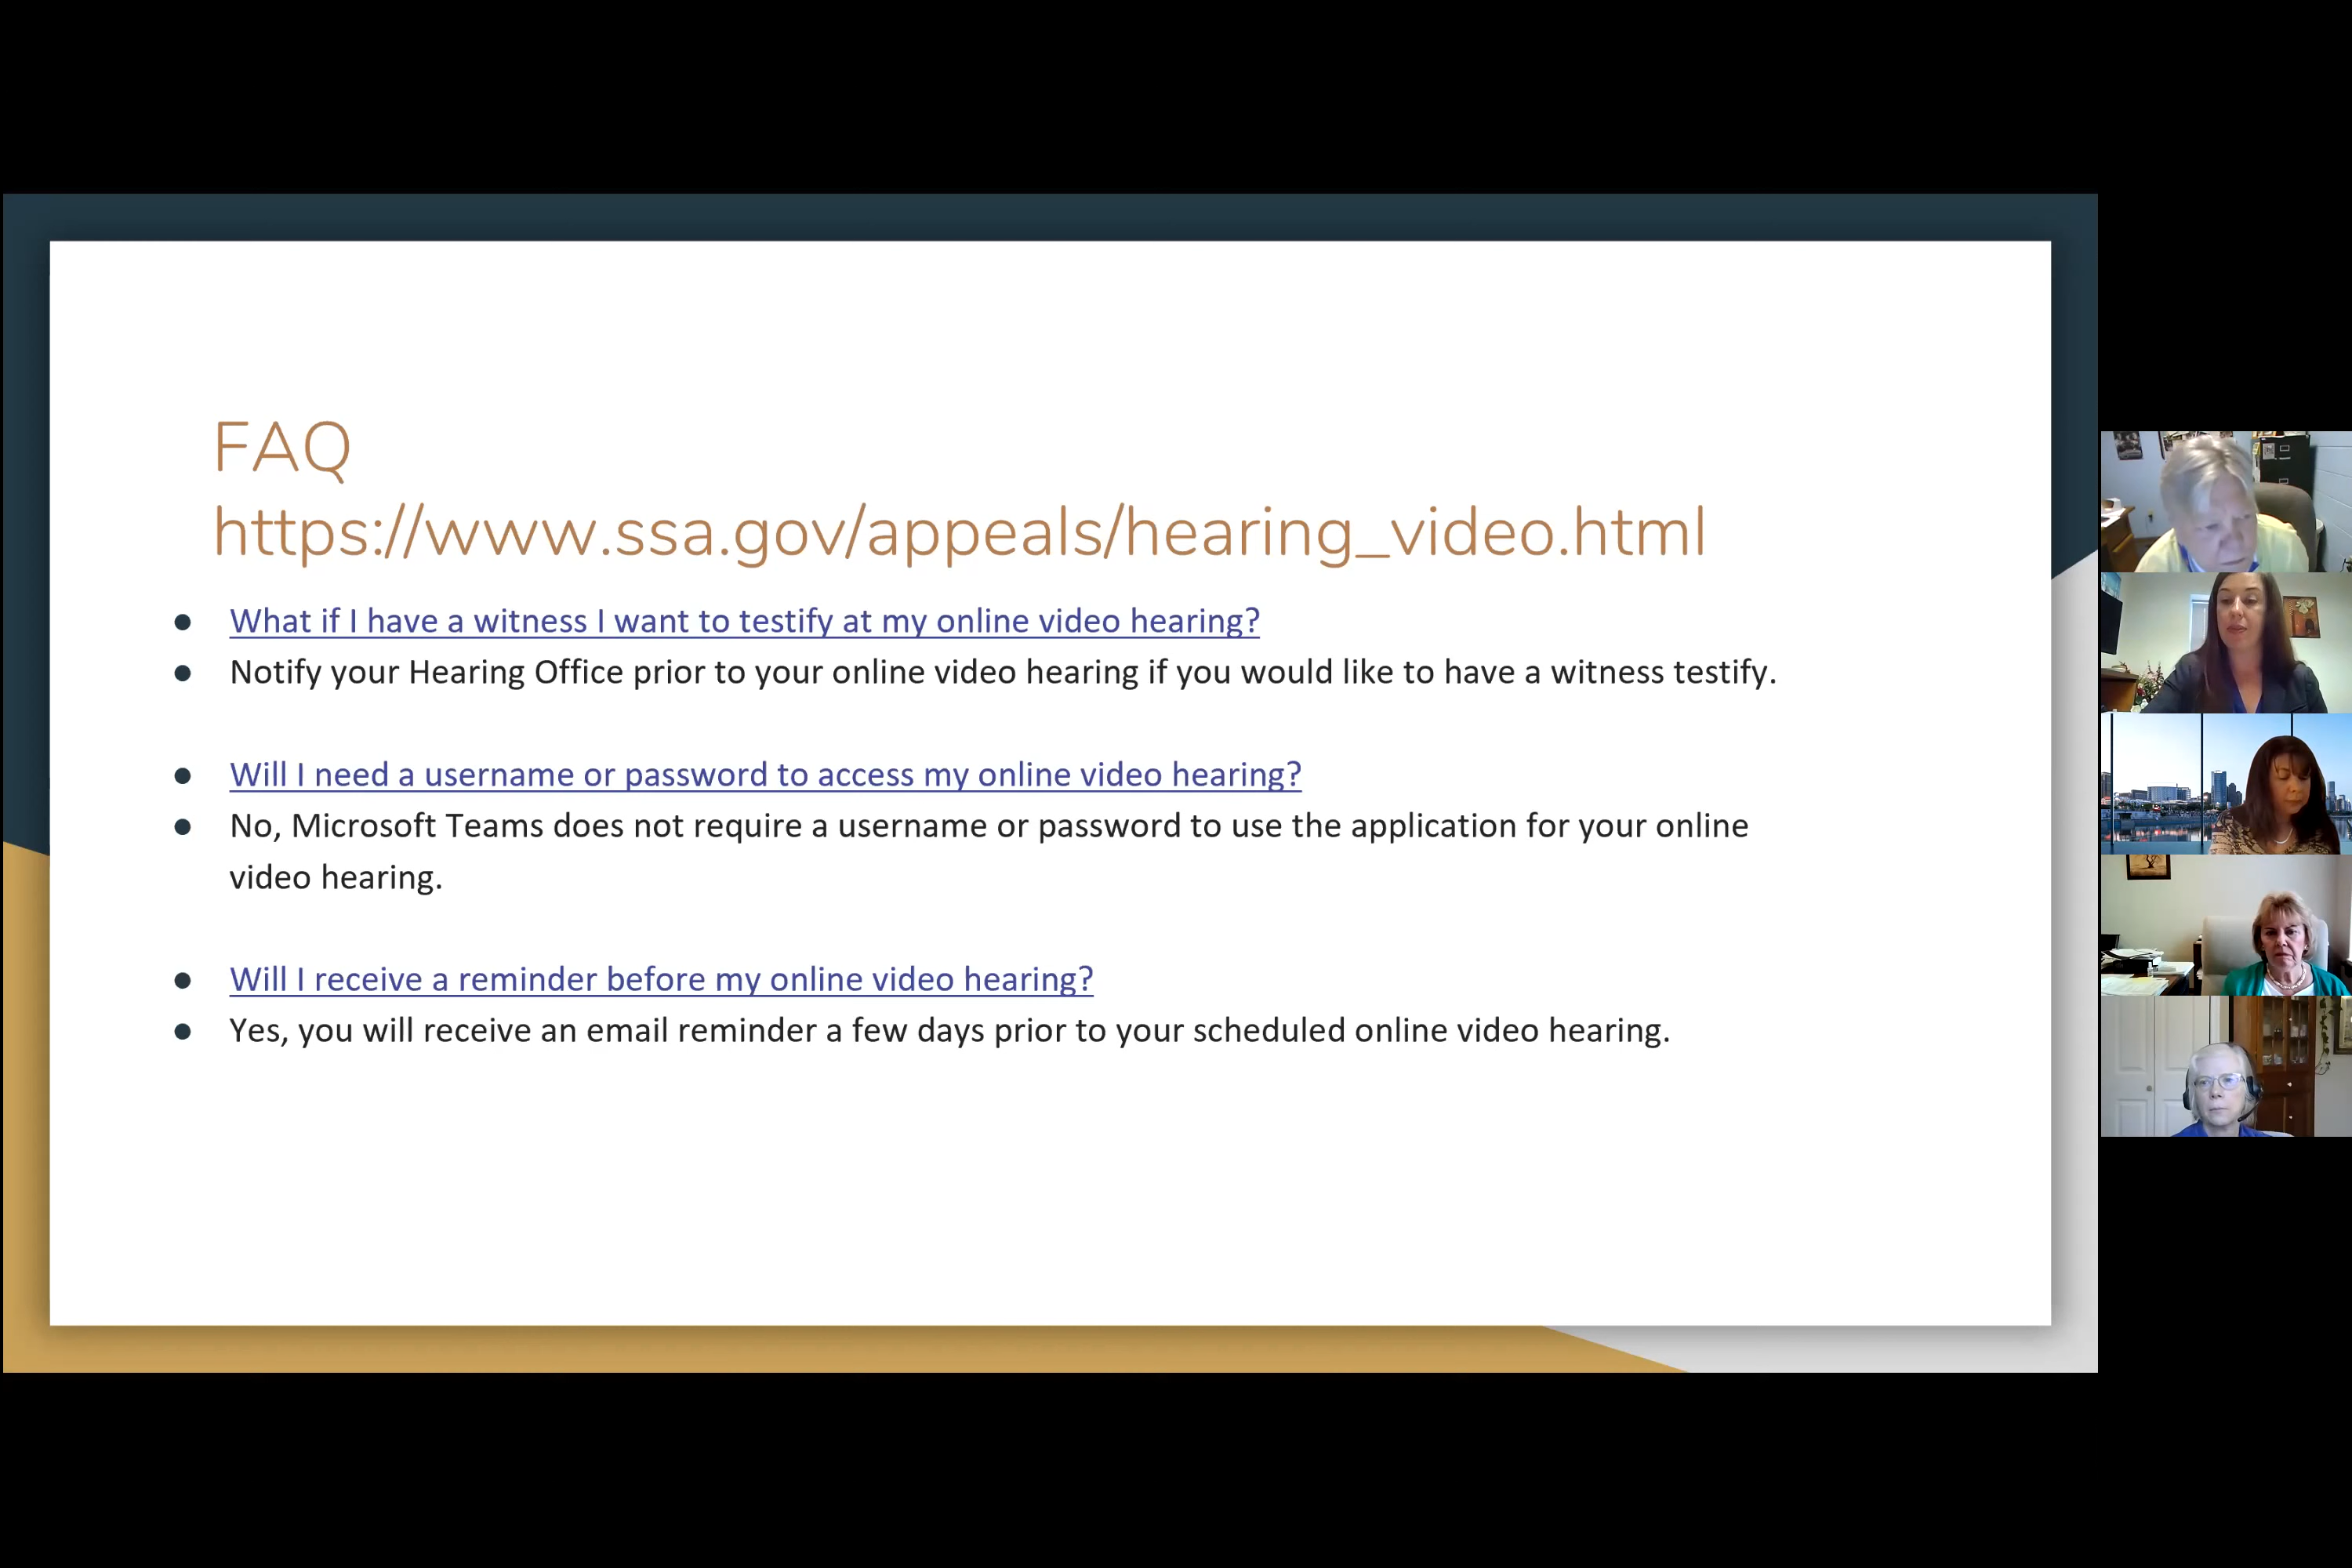 FAQ
https://www.ssa.gov/appeals/hearing_video.html
● What if I have a witness I want to testify at my online video hearing?
● Notify your Hearing Office prior to your online video hearing if you would like to have a witness testify.
● Will I need a username or password to access my online video hearing?
● No, Microsoft Teams does not require a username or password to use the application for your online
video hearing.
● Will I receive a reminder before my online video hearing?
● Yes, you will receive an email reminder a few days prior to your scheduled online video hearing.